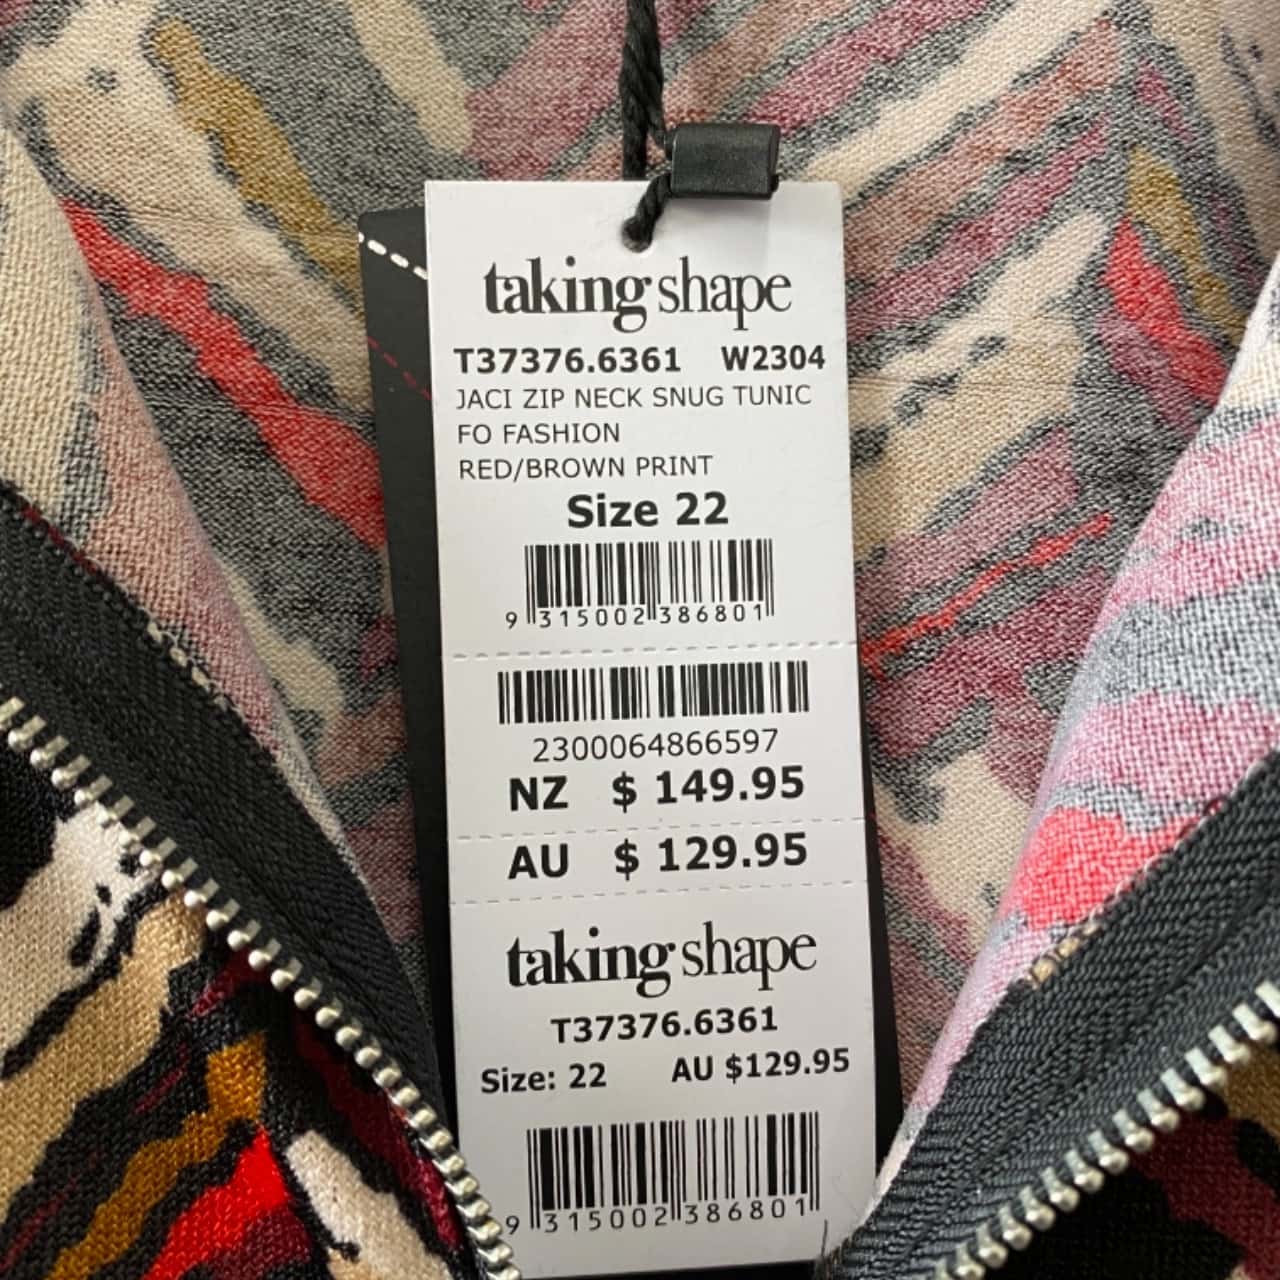 taking shape
T37376.6361 W2304
JACI ZIP NECK SNUG TUNIC
FO FASHION
RED/BROWN PRINT
Size 22
9 315002 386801
2300064866597
NZ $ 149.95
AU $ 129.95
taking shape
T37376.6361
Size: 22 AU $129.95
9 315002 386801